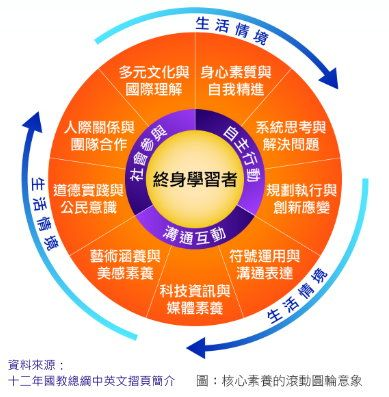 生活情境
身心素質與
自我精進
系統思考與
解決問題
規劃執行與
創新應變
符號運用與
溝通表達
科技資訊與
媒體素養
藝術涵養與
美感素養
道德實踐與
公民意識
人際關係與
團隊合作
多元文化與
國際理解
自主行動
溝通互動
社會參與
終身學習者
生活情境
生活情境
資料來源：
十二年國教總綱中英文摺頁簡介
圖：核心素養的滾動圓輪意象